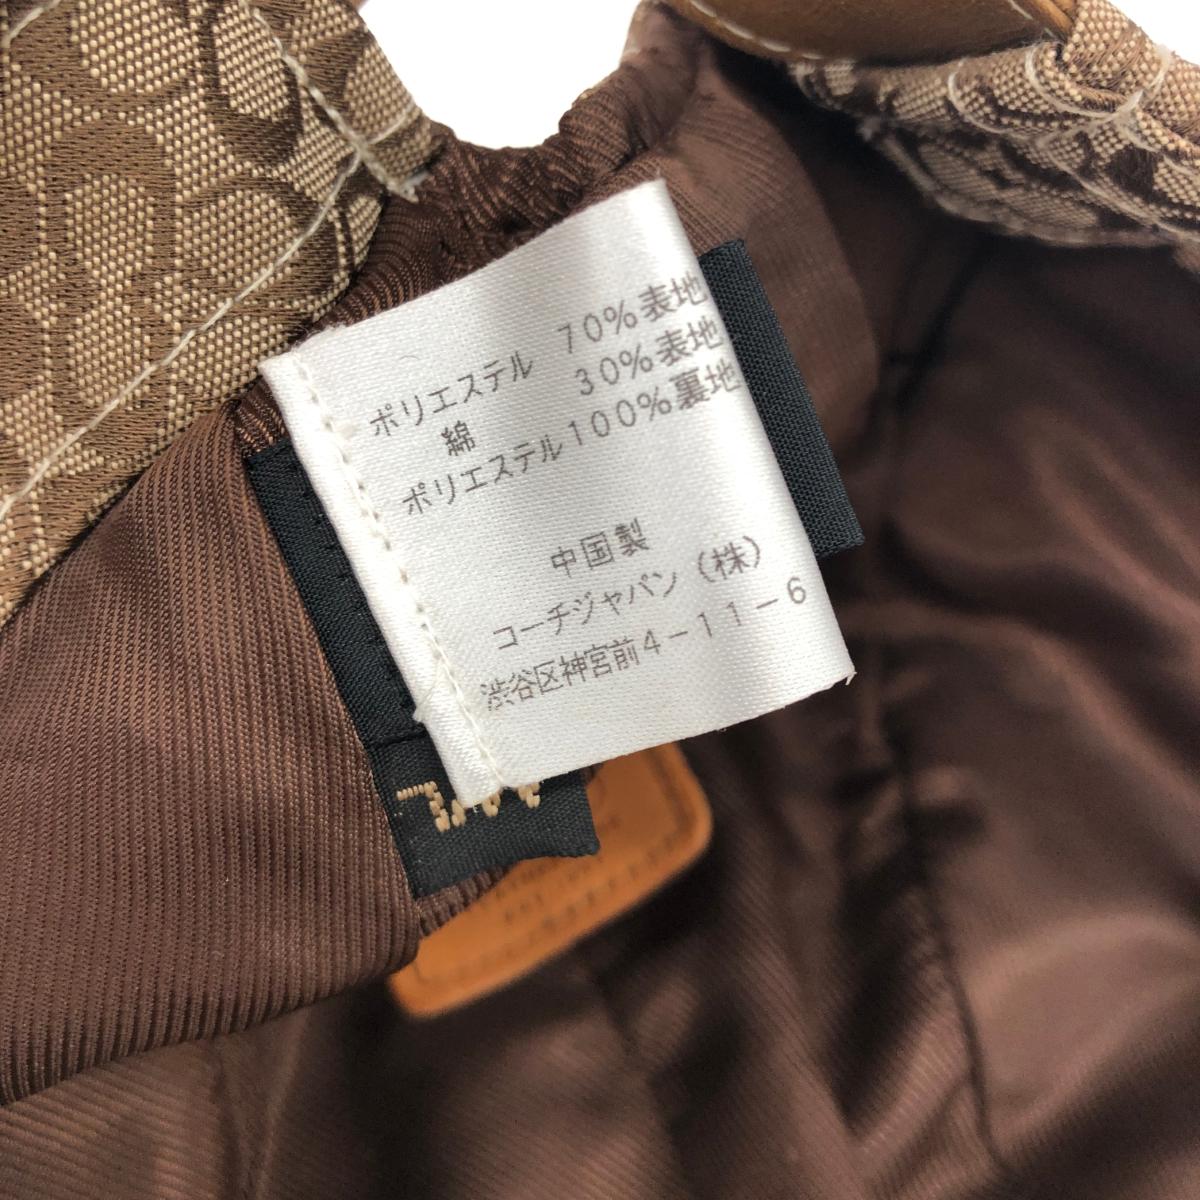 ポリエステル 70%表地
綿 30%表地
ポリエステル100%裏地
中国製
コーチジャパン(株)
渋谷区神宮前4-11-6